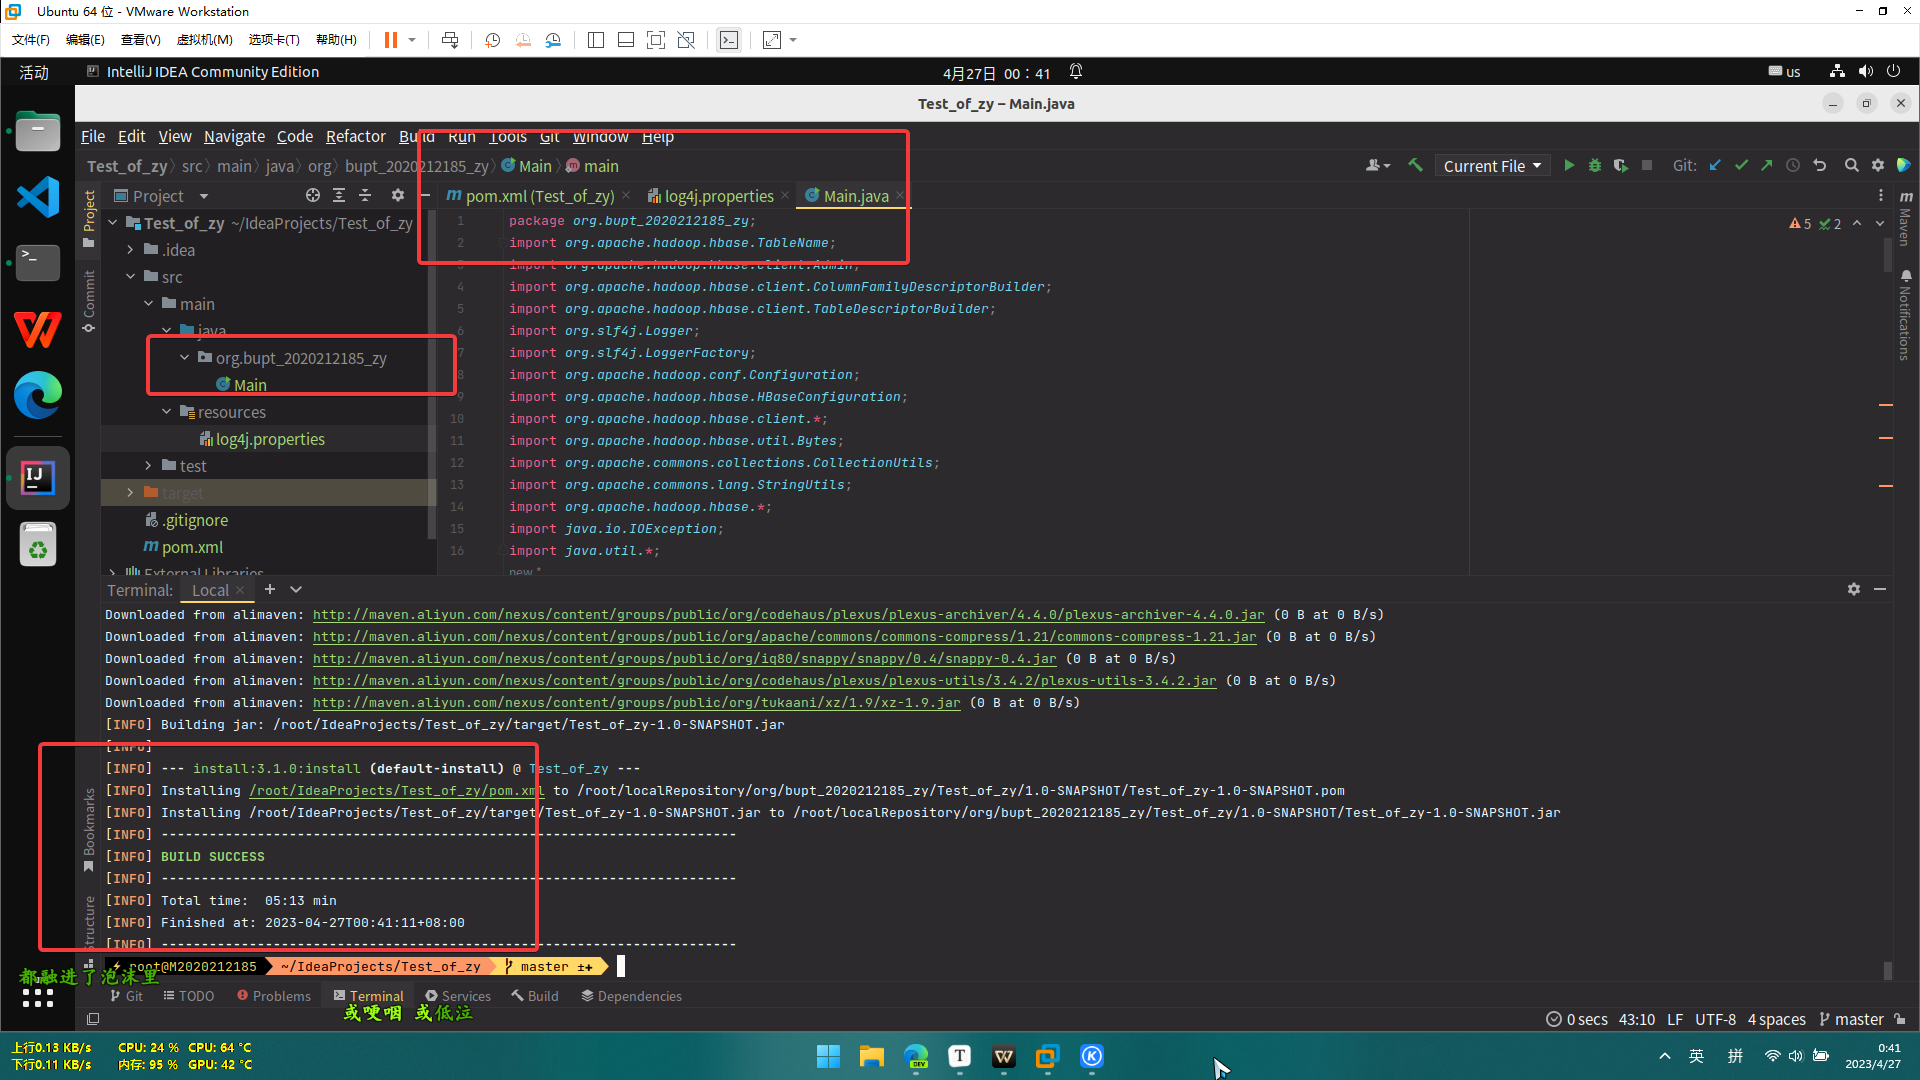 Ubuntu 64 位 - VMware Workstation
文件(F) 编辑(E) 查看(V) 虚拟机(M) 选项卡(T) 帮助(H)
活动 IntelliJ IDEA Community Edition 4月27日 00：41 us
Test_of_zy – Main.java
File Edit View Navigate Code Refactor Build Run Tools Git Window Help
Test_of_zy src main java org bupt_2020212185_zy Main main Current File Git:
Project pom.xml (Test_of_zy) log4j.properties Main.java
Test_of_zy ~/IdeaProjects/Test_of_zy
.idea
src
main
java
org.bupt_2020212185_zy
Main
resources
log4j.properties
test
target
.gitignore
pom.xml
External Libraries
Project
Commit
Bookmarks
Structure
1 package org.bupt_2020212185_zy;
2 import org.apache.hadoop.hbase.TableName;
3 import org.apache.hadoop.hbase.client.Admin;
4 import org.apache.hadoop.hbase.client.ColumnFamilyDescriptorBuilder;
5 import org.apache.hadoop.hbase.client.TableDescriptorBuilder;
6 import org.slf4j.Logger;
7 import org.slf4j.LoggerFactory;
8 import org.apache.hadoop.conf.Configuration;
9 import org.apache.hadoop.hbase.HBaseConfiguration;
10 import org.apache.hadoop.hbase.client.*;
11 import org.apache.hadoop.hbase.util.Bytes;
12 import org.apache.commons.collections.CollectionUtils;
13 import org.apache.commons.lang.StringUtils;
14 import org.apache.hadoop.hbase.*;
15 import java.io.IOException;
16 import java.util.*;
new *
5 2
Maven
Notifications
Terminal: Local
Downloaded from alimaven: http://maven.aliyun.com/nexus/content/groups/public/org/codehaus/plexus/plexus-archiver/4.4.0/plexus-archiver-4.4.0.jar (0 B at 0 B/s)
Downloaded from alimaven: http://maven.aliyun.com/nexus/content/groups/public/org/apache/commons/commons-compress/1.21/commons-compress-1.21.jar (0 B at 0 B/s)
Downloaded from alimaven: http://maven.aliyun.com/nexus/content/groups/public/org/iq80/snappy/snappy/0.4/snappy-0.4.jar (0 B at 0 B/s)
Downloaded from alimaven: http://maven.aliyun.com/nexus/content/groups/public/org/codehaus/plexus/plexus-utils/3.4.2/plexus-utils-3.4.2.jar (0 B at 0 B/s)
Downloaded from alimaven: http://maven.aliyun.com/nexus/content/groups/public/org/tukaani/xz/1.9/xz-1.9.jar (0 B at 0 B/s)
[INFO] Building jar: /root/IdeaProjects/Test_of_zy/target/Test_of_zy-1.0-SNAPSHOT.jar
[INFO]
[INFO] --- install:3.1.0:install (default-install) @ Test_of_zy ---
[INFO] Installing /root/IdeaProjects/Test_of_zy/pom.xml to /root/localRepository/org/bupt_2020212185_zy/Test_of_zy/1.0-SNAPSHOT/Test_of_zy-1.0-SNAPSHOT.pom
[INFO] Installing /root/IdeaProjects/Test_of_zy/target/Test_of_zy-1.0-SNAPSHOT.jar to /root/localRepository/org/bupt_2020212185_zy/Test_of_zy/1.0-SNAPSHOT/Test_of_zy-1.0-SNAPSHOT.jar
[INFO] ------------------------------------------------------------------------
[INFO] BUILD SUCCESS
[INFO] ------------------------------------------------------------------------
[INFO] Total time:  05:13 min
[INFO] Finished at: 2023-04-27T00:41:11+08:00
[INFO] ------------------------------------------------------------------------
root@M2020212185 ~/IdeaProjects/Test_of_zy master ±+
都融进了泡沫里
Git TODO Problems Terminal Services Build Dependencies
或哽咽 或低泣
0 secs 43:10 LF UTF-8 4 spaces master
上行0.13 KB/s CPU: 24 % CPU: 64 °C
下行0.11 KB/s 内存: 95 % GPU: 42 °C
英 拼 0:41
2023/4/27